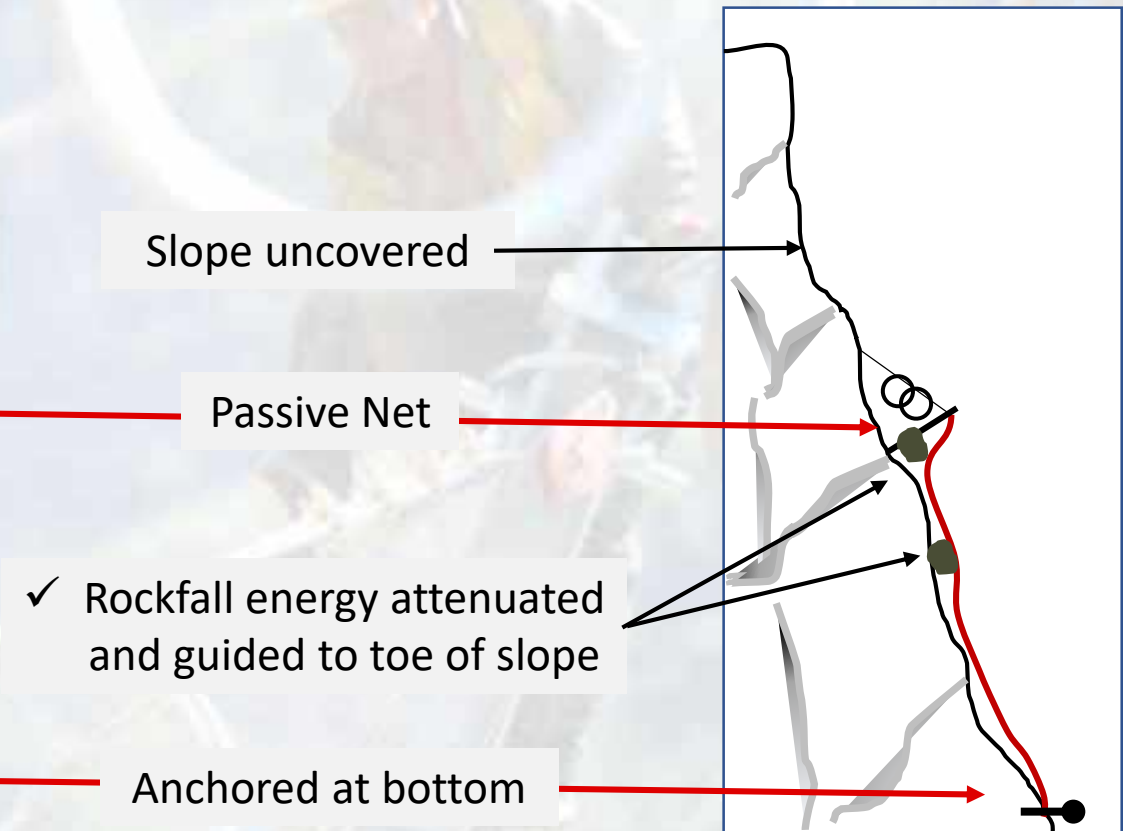 Slope uncovered
Passive Net
✓ Rockfall energy attenuated
and guided to toe of slope
Anchored at bottom